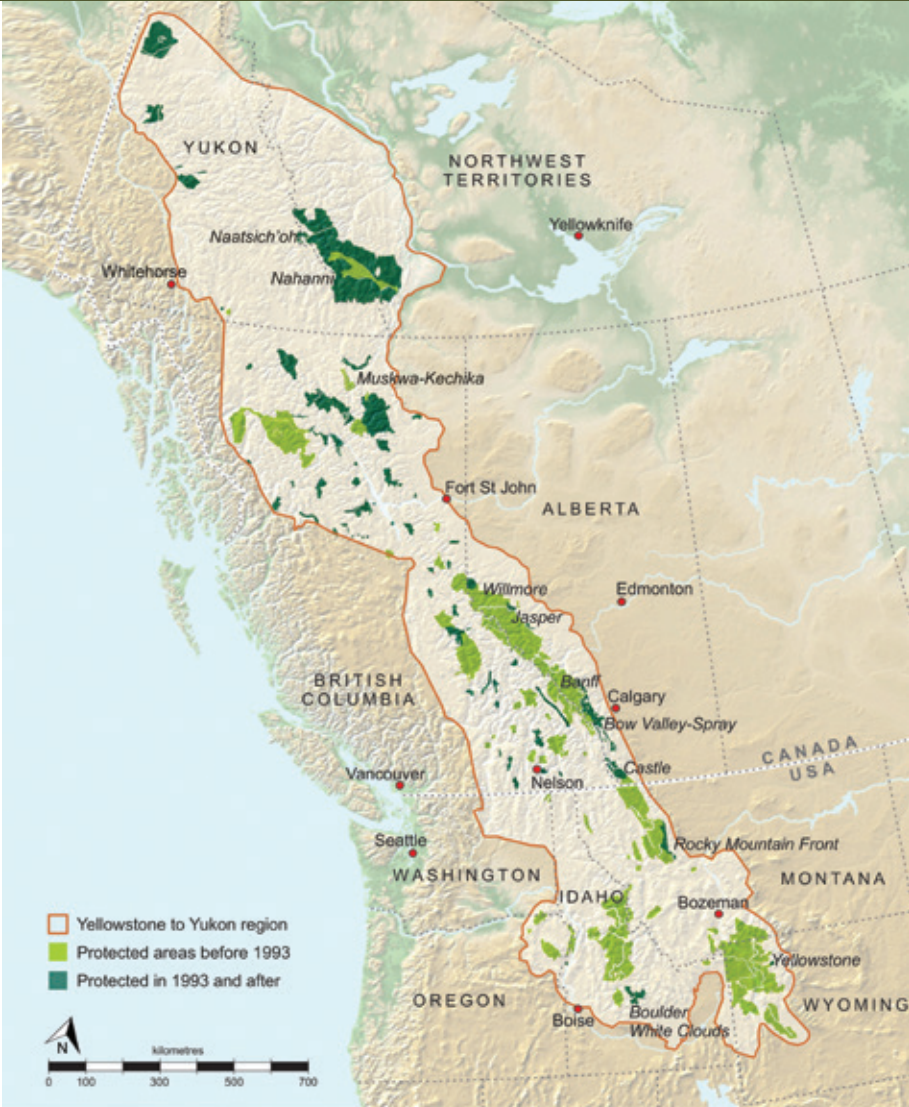 YUKON
NORTHWEST
TERRITORIES
Yellowknife
Naatsich'oh
Nahanni
Whitehorse
Muskwa-Kechika
Fort St John
ALBERTA
Willmore
Jasper
Edmonton
BRITISH
COLUMBIA
Banff
Calgary
Bow Valley-Spray
CANADA
USA
Castle
Vancouver
Nelson
Seattle
Rocky Mountain Front
WASHINGTON
MONTANA
IDAHO
Bozeman
Yellowstone to Yukon region
Protected areas before 1993
Yellowstone
Protected in 1993 and after
OREGON
WYOMING
Boulder
Boise
White Clouds
N
kilometres
0 100 300 500 700